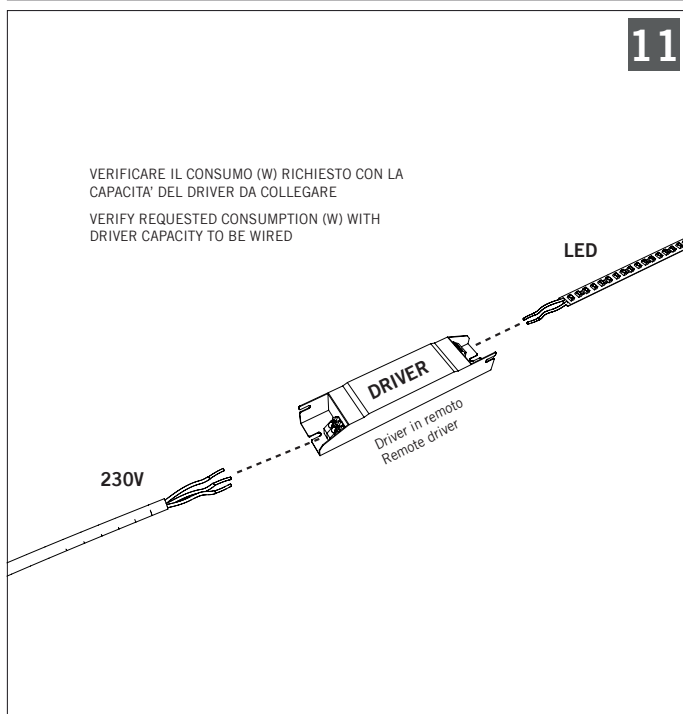 11
VERIFICARE IL CONSUMO (W) RICHIESTO CON LA
CAPACITA' DEL DRIVER DA COLLEGARE
VERIFY REQUESTED CONSUMPTION (W) WITH
DRIVER CAPACITY TO BE WIRED
LED
DRIVER
Driver in remoto
Remote driver
230V